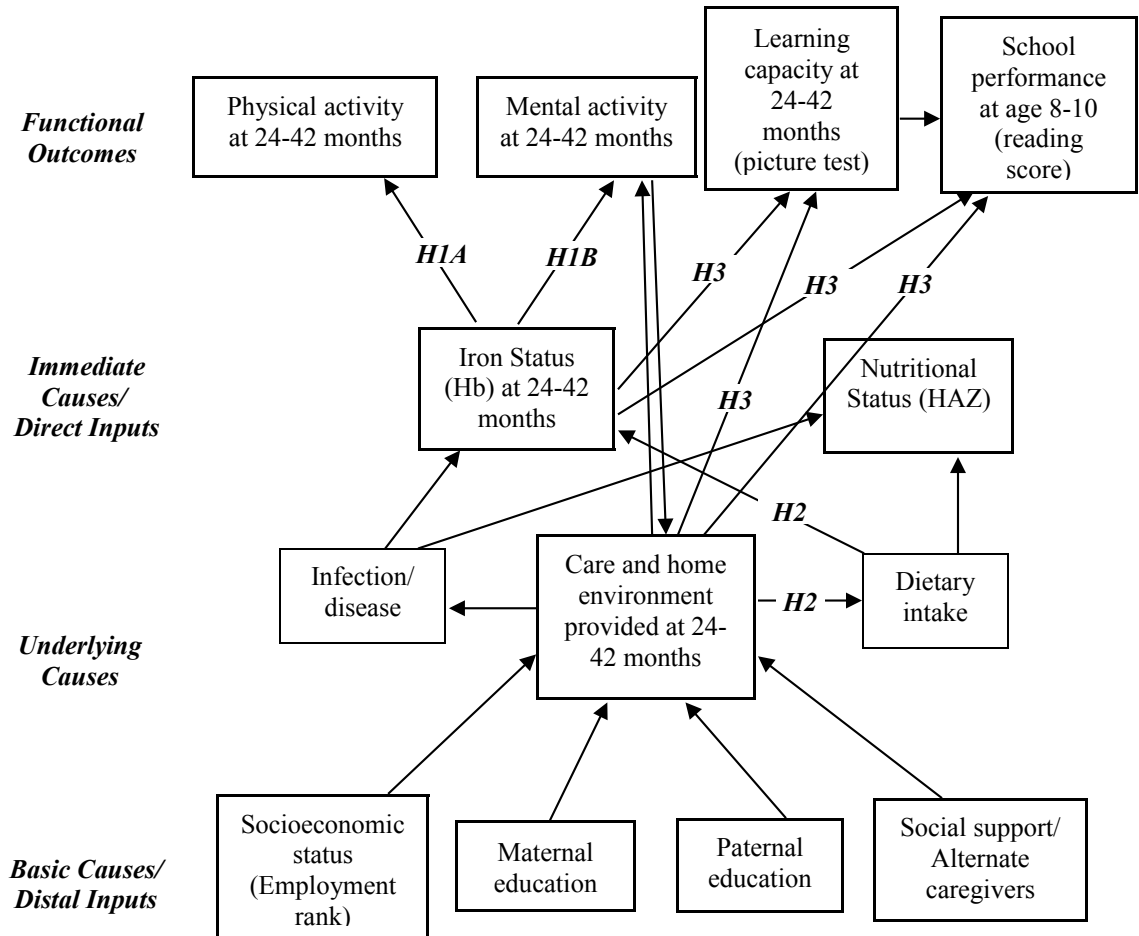 Functional
Outcomes
Physical activity
at 24-42 months
Mental activity
at 24-42 months
Learning
capacity at
24-42
months
(picture test)
School
performance
at age 8-10
(reading
score)
H1A
H1B
H3
H3
H3
H3
Immediate
Causes/
Direct Inputs
Iron Status
(Hb) at 24-42
months
Nutritional
Status (HAZ)
H2
H2
Underlying
Causes
Infection/
disease
Care and home
environment
provided at 24-
42 months
Dietary
intake
Basic Causes/
Distal Inputs
Socioeconomic
status
(Employment
rank)
Maternal
education
Paternal
education
Social support/
Alternate
caregivers